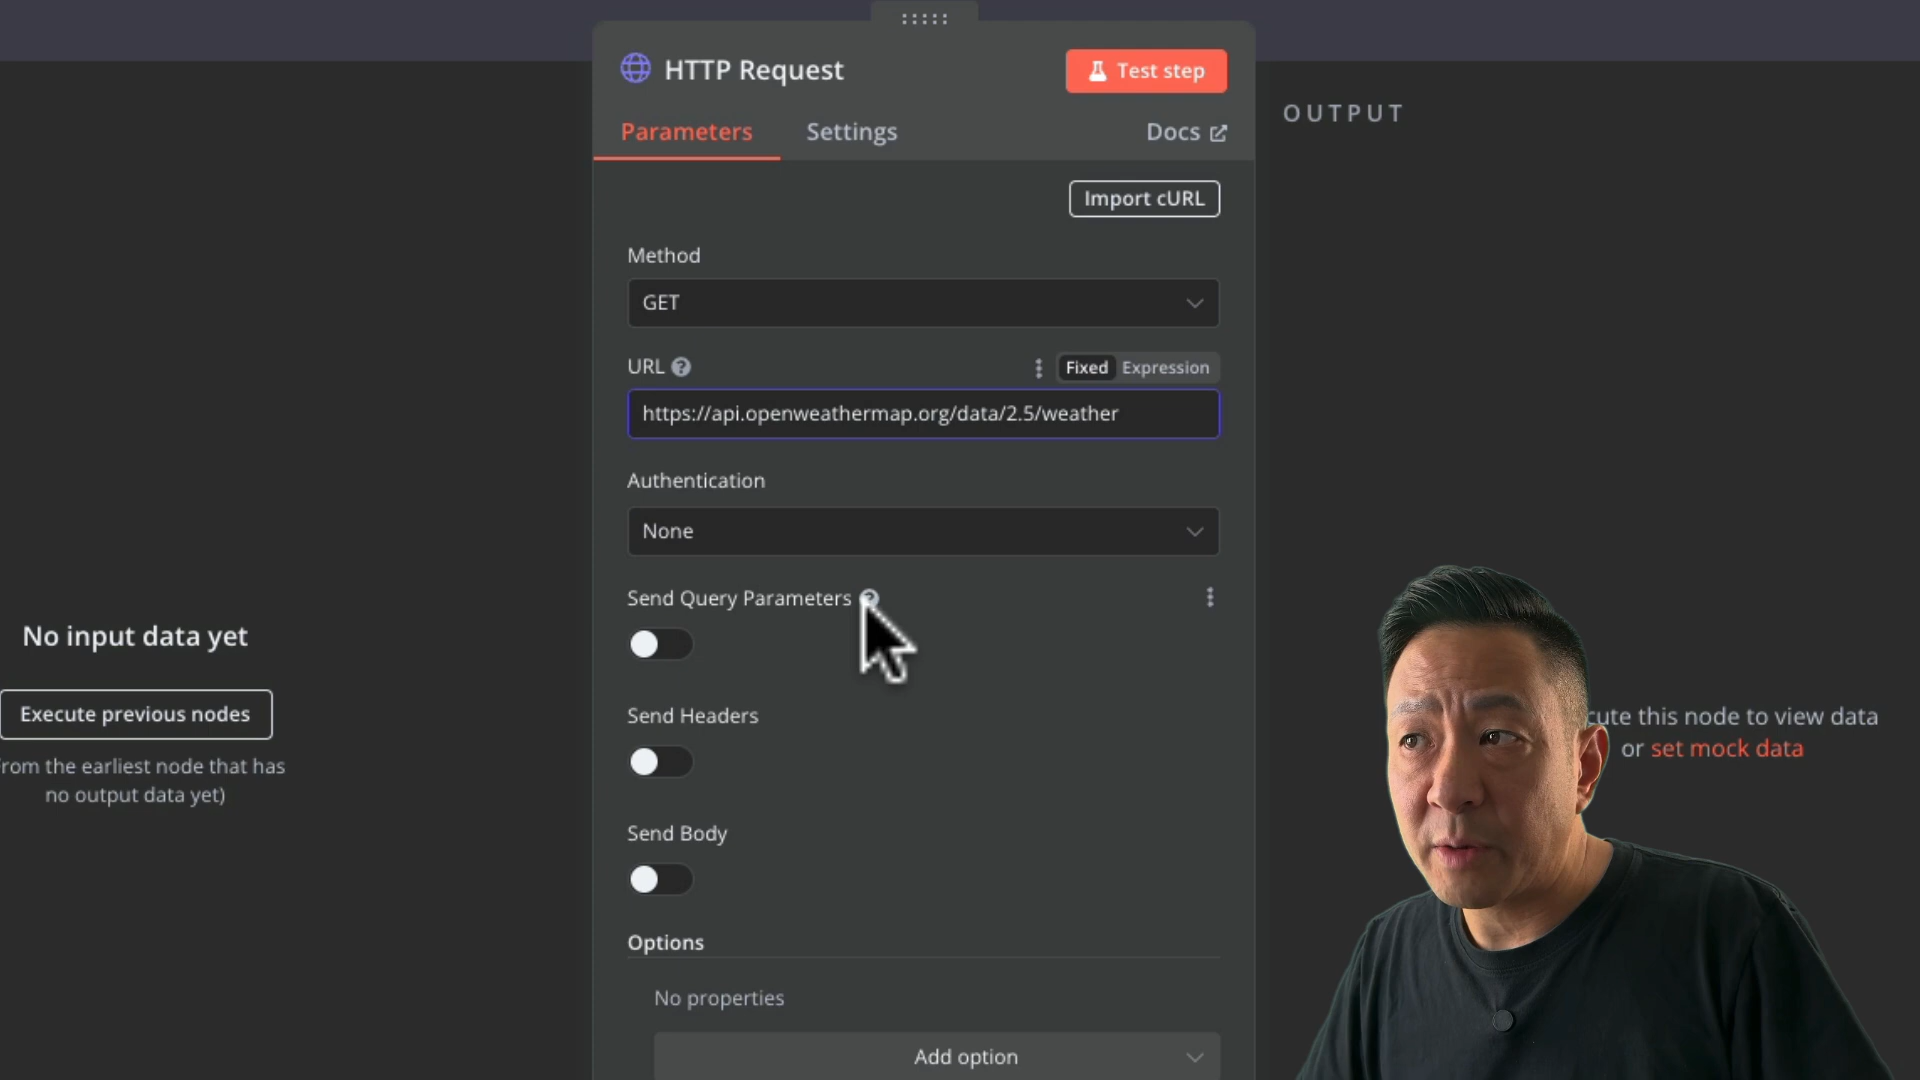 HTTP Request
Test step
Parameters
Settings
Docs
OUTPUT
Import cURL
Method
GET
URL
Fixed
Expression
https://api.openweathermap.org/data/2.5/weather
Authentication
None
Send Query Parameters
No input data yet
Execute previous nodes
rom the earliest node that has
no output data yet)
Send Headers
cute this node to view data
or set mock data
Send Body
Options
No properties
Add option